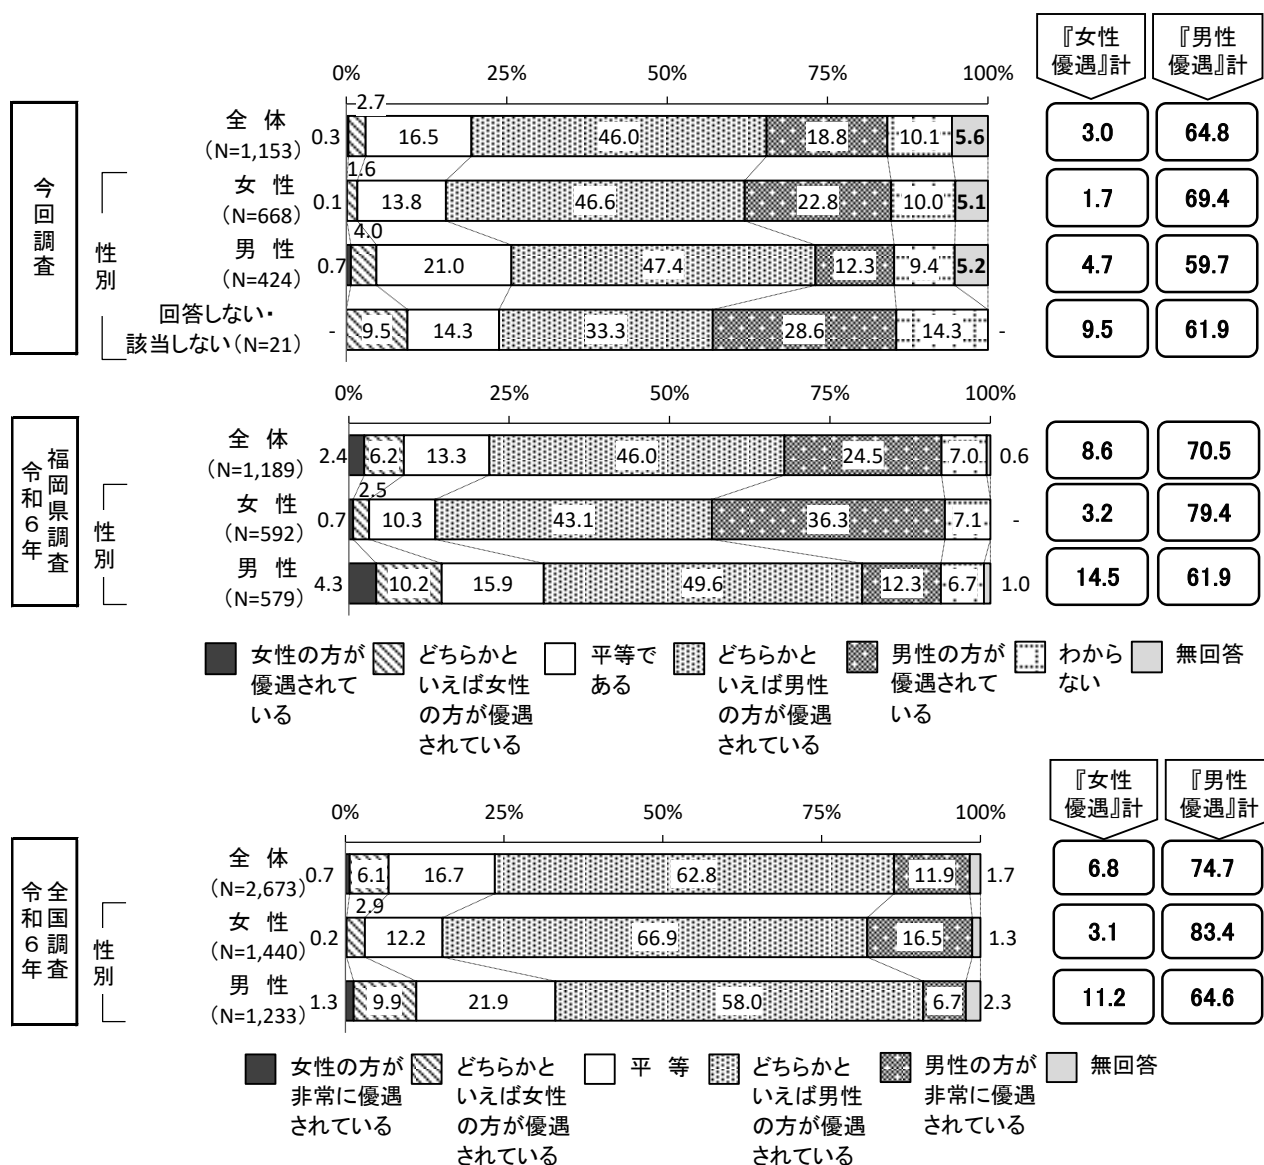 『女性
優遇』計
『男性
優遇』計
0%
25%
50%
75%
100%
今回調査
性別
2.7
全 体
(N=1,153)
0.3
16.5
46.0
18.8
10.1
5.6
3.0
64.8
1.6
女 性
(N=668)
0.1
13.8
46.6
22.8
10.0
5.1
1.7
69.4
4.0
男 性
(N=424)
0.7
21.0
47.4
12.3
9.4
5.2
4.7
59.7
回答しない・
該当しない(N=21)
-
9.5
14.3
33.3
28.6
14.3
-
9.5
61.9
0%
25%
50%
75%
100%
福岡県調査
令和6年
性別
全 体
(N=1,189)
2.4
6.2
13.3
46.0
24.5
7.0
0.6
8.6
70.5
2.5
女 性
(N=592)
0.7
10.3
43.1
36.3
7.1
-
3.2
79.4
男 性
(N=579)
4.3
10.2
15.9
49.6
12.3
6.7
1.0
14.5
61.9
女性の方が
優遇されて
いる
どちらかと
いえば女性
の方が優遇
されている
平等で
ある
どちらかと
いえば男性
の方が優遇
されている
男性の方が
優遇されて
いる
わから
ない
無回答
『女性
優遇』計
『男性
優遇』計
0%
25%
50%
75%
100%
全国調査
令和6年
性別
全 体
(N=2,673)
0.7
6.1
16.7
62.8
11.9
1.7
6.8
74.7
2.9
女 性
(N=1,440)
0.2
12.2
66.9
16.5
1.3
3.1
83.4
男 性
(N=1,233)
1.3
9.9
21.9
58.0
6.7
2.3
11.2
64.6
女性の方が
非常に優遇
されている
どちらかと
いえば女性
の方が優遇
されている
平 等
どちらかと
いえば男性
の方が優遇
されている
男性の方が
非常に優遇
されている
無回答